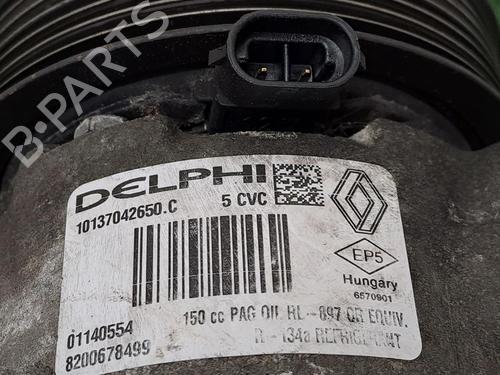 B-PARTS
DELPHI
10137042650.C 5 CVC
EP5
Hungary
6570901
150 cc PAG OIL RL-897 OR EQUIV.
R-134a REFRIGERANT
01140554
8200678499